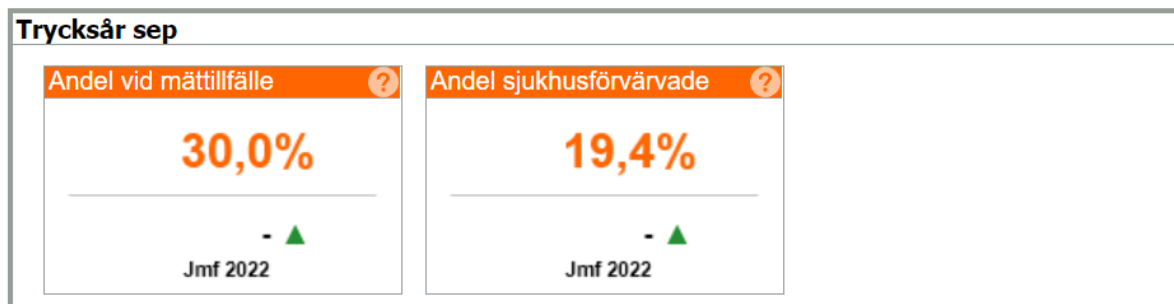 Trycksår sep
Andel vid mättillfälle ?
30,0%
- ▲
Jmf 2022
Andel sjukhusförvärvade ?
19,4%
- ▲
Jmf 2022